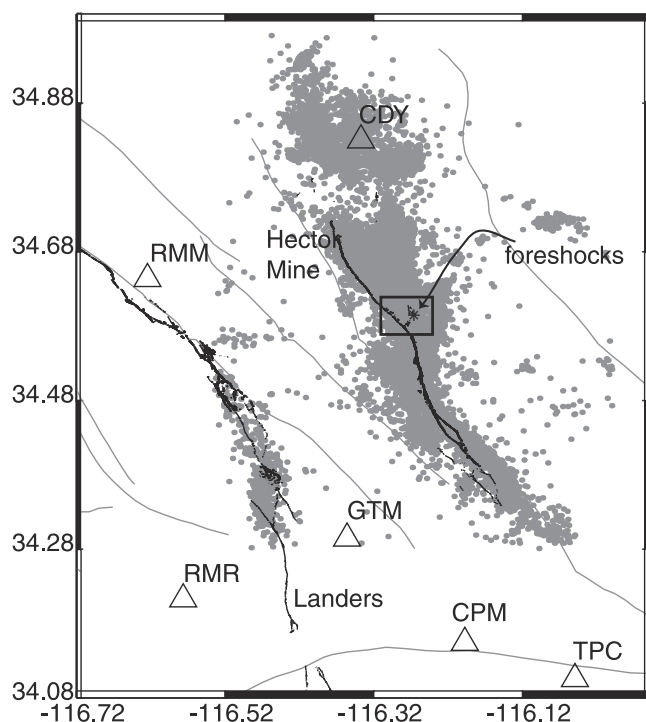 34.88
CDY
34.68
Hector
Mine
RMM
foreshocks
34.48
34.28
GTM
RMR
Landers
CPM
TPC
34.08
-116.72
-116.52
-116.32
-116.12